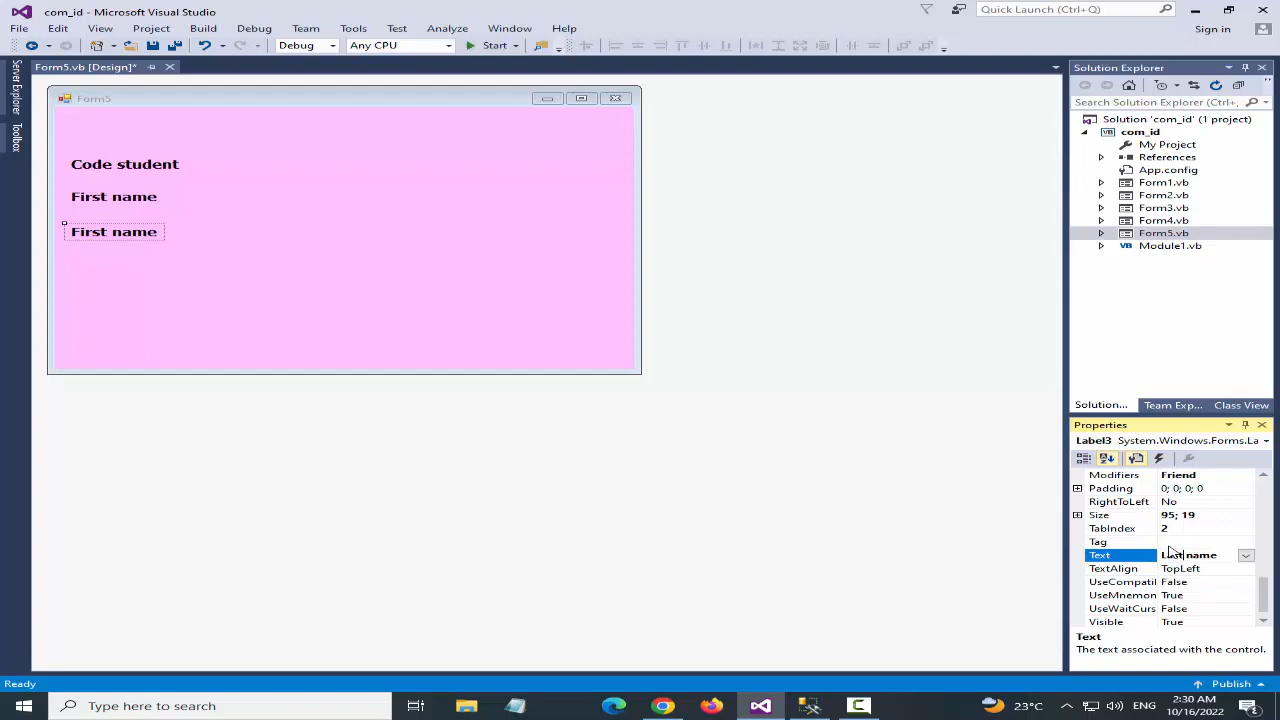 com_id - Microsoft Visual Studio
Quick Launch (Ctrl+Q)
File
Edit
View
Project
Build
Debug
Team
Tools
Test
Analyze
Window
Help
Sign in
Debug
Any CPU
Start
Server Explorer
Toolbox
Form5.vb [Design]*
Form5
Code student
First name
First name
Solution Explorer
Search Solution Explorer (Ctrl+;
Solution 'com_id' (1 project)
com_id
My Project
References
App.config
Form1.vb
Form2.vb
Form3.vb
Form4.vb
Form5.vb
Module1.vb
Solution...
Team Exp...
Class View
Properties
Label3 System.Windows.Forms.La
Modifiers Friend
Padding 0; 0; 0; 0
RightToLeft No
Size 95; 19
TabIndex 2
Tag
Text Last name
TextAlign TopLeft
UseCompatil False
UseMnemon True
UseWaitCurs False
Visible True
Text
The text associated with the control.
Ready
Publish
Type here to search
23°C
2:30 AM
10/16/2022
2